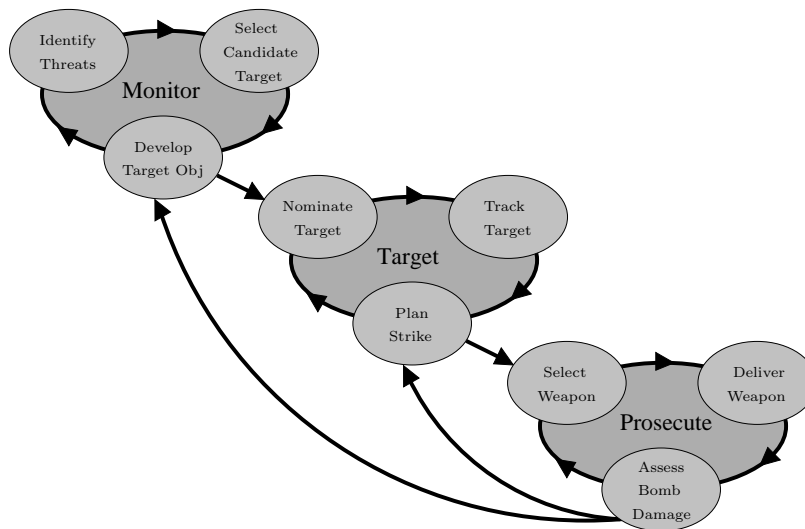 Identify
Threats
Select
Candidate
Target
Monitor
Develop
Target Obj
Nominate
Target
Track
Target
Target
Plan
Strike
Select
Weapon
Deliver
Weapon
Prosecute
Assess
Bomb
Damage